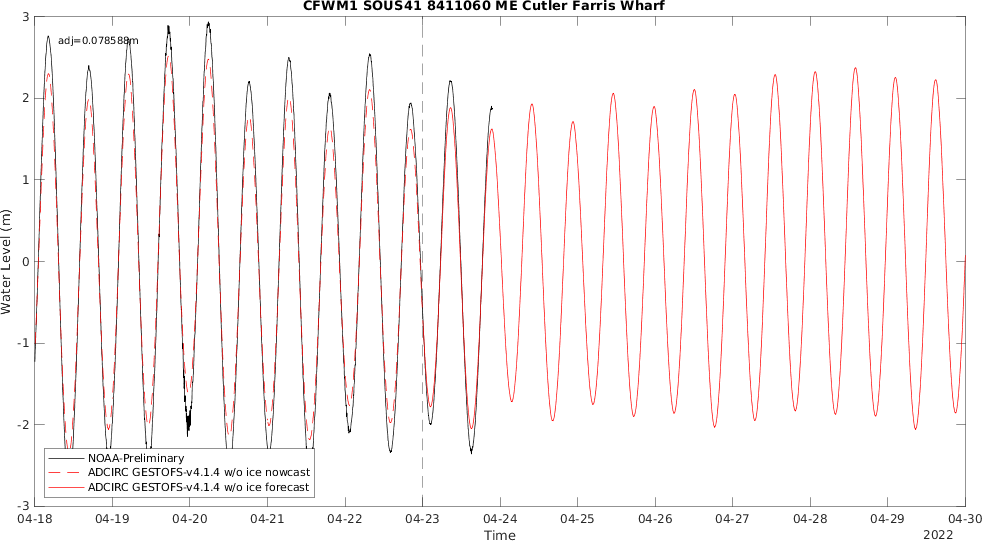 CFWM1 SOUS41 8411060 ME Cutler Farris Wharf
adj=0.078588m
3
2
1
0
-1
-2
-3
Water Level (m)
NOAA-Preliminary
ADCIRC GESTOFS-v4.1.4 w/o ice nowcast
ADCIRC GESTOFS-v4.1.4 w/o ice forecast
04-18 04-19 04-20 04-21 04-22 04-23 04-24 04-25 04-26 04-27 04-28 04-29 04-30
Time
2022